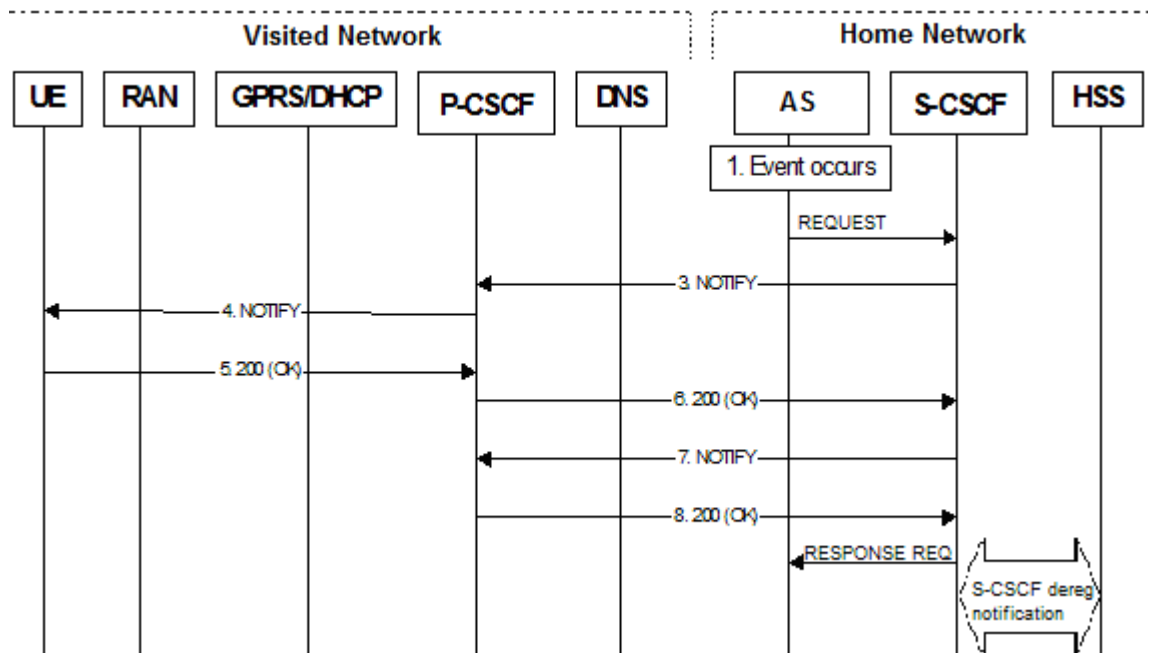 Visited Network
Home Network
UE
RAN
GPRS/DHCP
P-CSCF
DNS
AS
S-CSCF
HSS
1. Event occurs
REQUEST
3. NOTIFY
4. NOTIFY
5. 200 (OK)
6. 200 (OK)
7. NOTIFY
8. 200 (OK)
RESPONSE REQ
S-CSCF dereg
notification